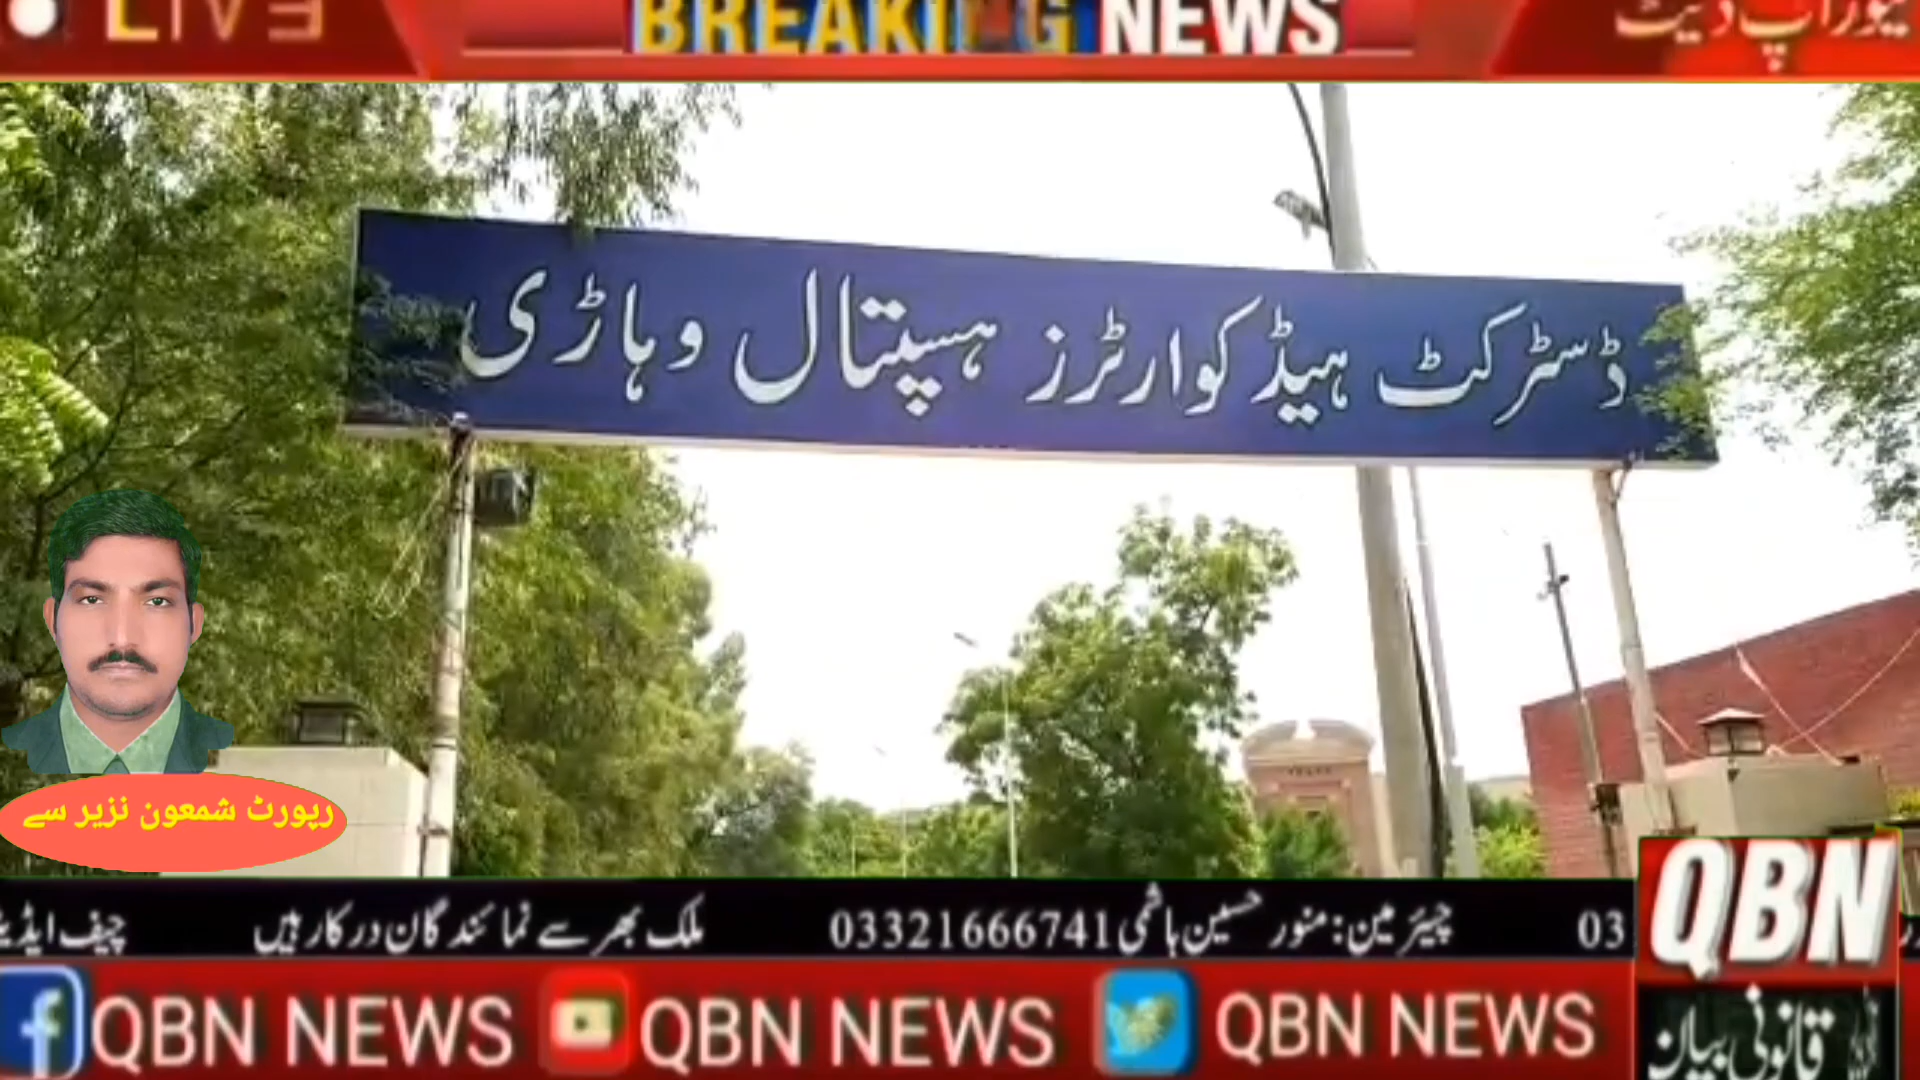 LIVE
BREAKING NEWS
نیوز اپ ڈیٹ
ڈسٹرکٹ ہیڈ کوارٹرز ہسپتال وہاڑی
رپورٹ شمعون نزیر سے
03
چیئرمین: منور حسین ہاشمی 03321666741
ملک بھر سے نمائندگان درکار ہیں
چیف
QBN
QBN NEWS
QBN NEWS
QBN NEWS
قانونی بیان